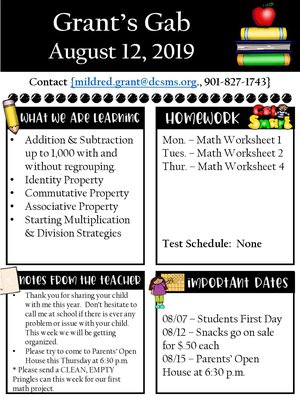 Grant's Gab
August 12, 2019
Contact {mildred.grant@dcsms.org., 901-827-1743}
WHAT WE ARE LEARNING
• Addition & Subtraction
up to 1,000 with and
without regrouping.
• Identity Property
• Commutative Property
• Associative Property
• Starting Multiplication
& Division Strategies
HOMEWORK
Mon. – Math Worksheet 1
Tues. – Math Worksheet 2
Thur. – Math Worksheet 4
Test Schedule: None
NOTES FROM THE TEACHER
• Thank you for sharing your child
with me this year. Don't hesitate to
call me at school if there is ever any
problem or issue with your child.
This week we will be getting
organized.
• Please try to come to Parents' Open
House this Thursday at 6:30 p.m.
* Please send a CLEAN, EMPTY
Pringles can this week for our first
math project.
IMPORTANT DATES
08/07 – Students First Day
08/12 – Snacks go on sale
for $.50 each
08/15 – Parents' Open
House at 6:30 p.m.